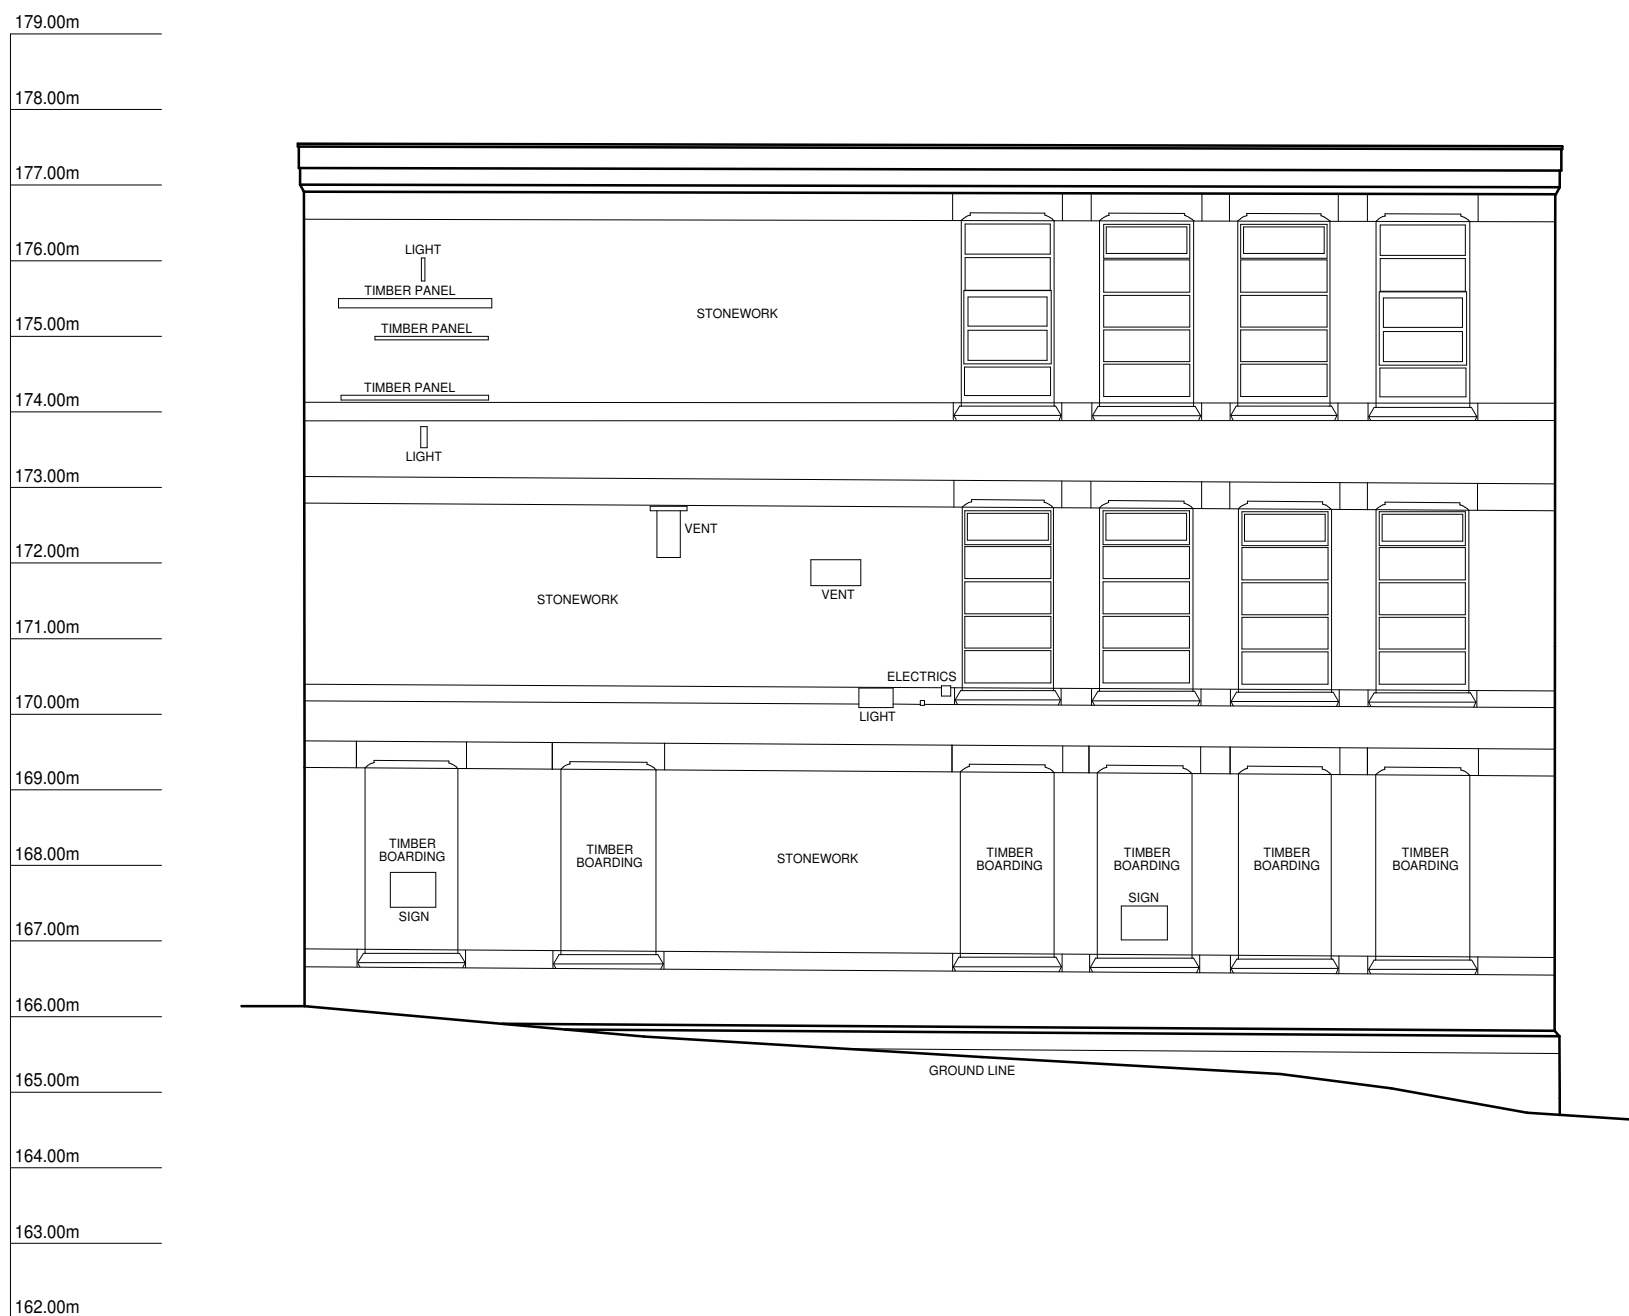 179.00m
178.00m
177.00m
176.00m
175.00m
174.00m
173.00m
172.00m
171.00m
170.00m
169.00m
168.00m
167.00m
166.00m
165.00m
164.00m
163.00m
162.00m
LIGHT
TIMBER PANEL
STONEWORK
TIMBER PANEL
TIMBER PANEL
LIGHT
VENT
VENT
STONEWORK
ELECTRICS
LIGHT
TIMBER
BOARDING
SIGN
TIMBER
BOARDING
STONEWORK
TIMBER
BOARDING
TIMBER
BOARDING
SIGN
TIMBER
BOARDING
TIMBER
BOARDING
GROUND LINE